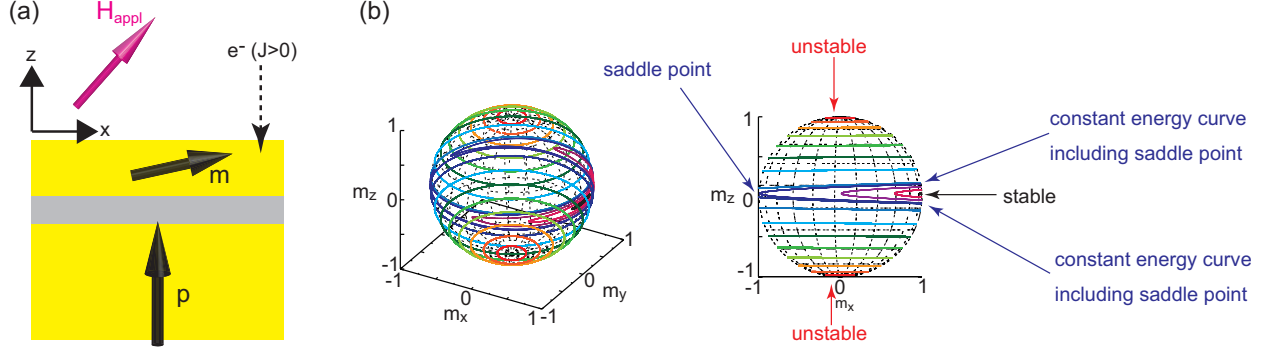 (a)
H_appl
z
x
e⁻ (J>0)
m
p
(b)
1
m_z
0
-1
-1
0
m_x
1
-1
0
m_y
1
unstable
saddle point
1
m_z
0
-1
-1
0
m_x
1
constant energy curve
including saddle point
stable
constant energy curve
including saddle point
unstable